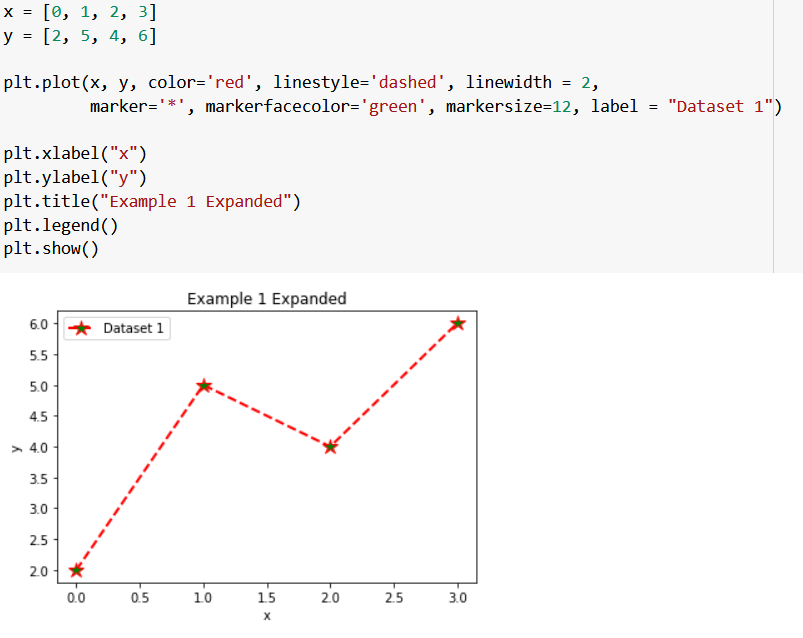 x = [0, 1, 2, 3]
y = [2, 5, 4, 6]
plt.plot(x, y, color='red', linestyle='dashed', linewidth = 2,
marker='*', markerfacecolor='green', markersize=12, label = "Dataset 1")
plt.xlabel("x")
plt.ylabel("y")
plt.title("Example 1 Expanded")
plt.legend()
plt.show()
Example 1 Expanded
Dataset 1
6.0
5.5
5.0
4.5
4.0
3.5
3.0
2.5
2.0
y
0.0 0.5 1.0 1.5 2.0 2.5 3.0
x